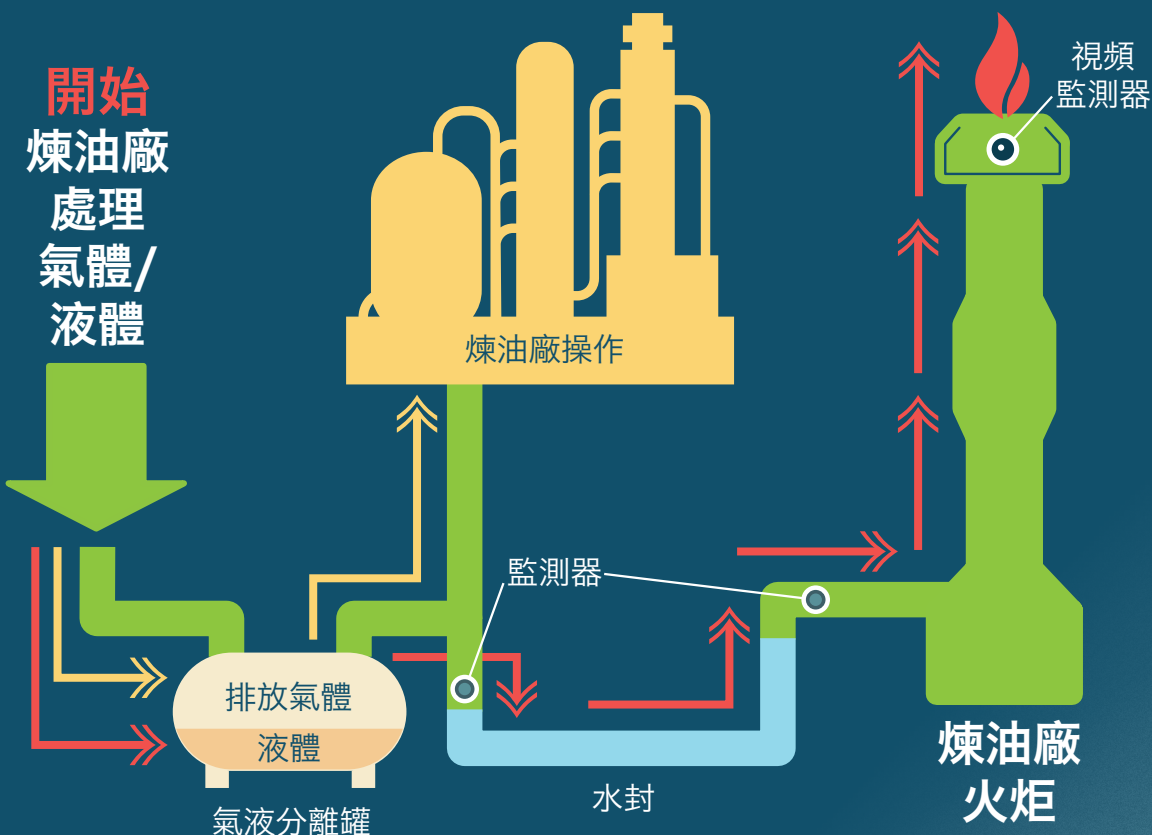 開始
煉油廠
處理
氣體/
液體
煉油廠操作
視頻
監測器
監測器
排放氣體
液體
氣液分離罐
水封
煉油廠
火炬